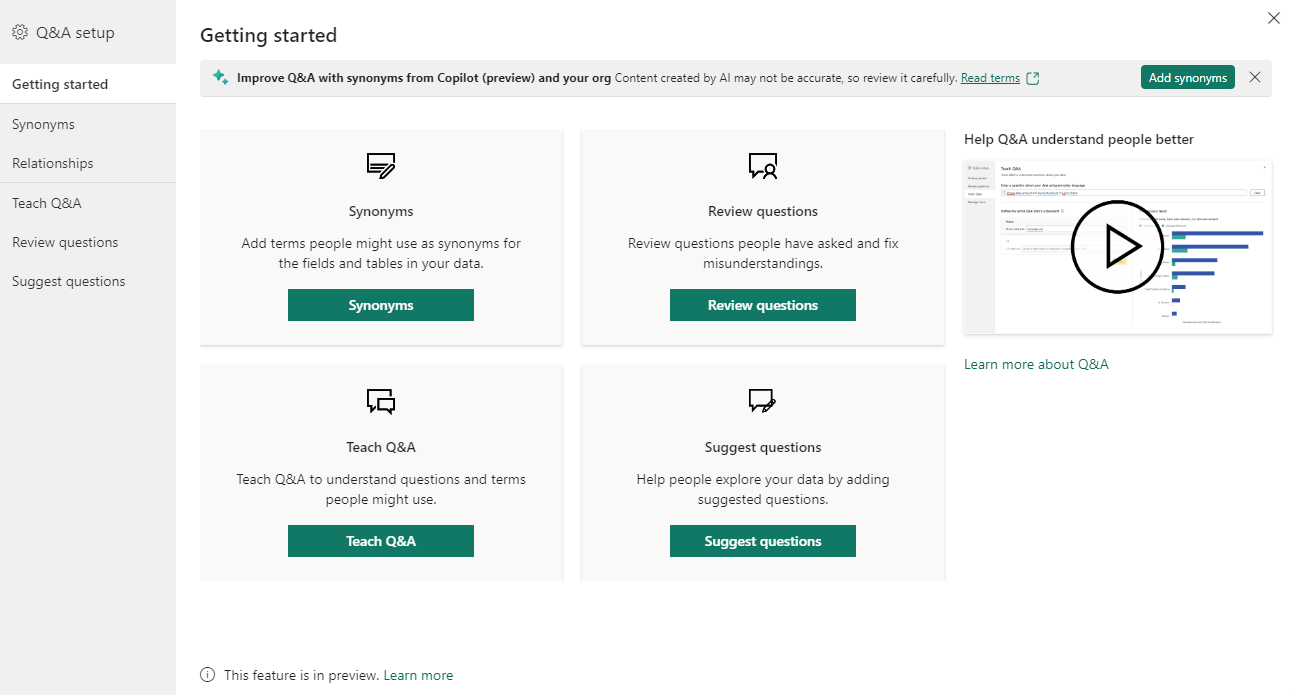 Q&A setup
Getting started
Synonyms
Relationships
Teach Q&A
Review questions
Suggest questions
Getting started
Improve Q&A with synonyms from Copilot (preview) and your org Content created by AI may not be accurate, so review it carefully. Read terms
Add synonyms
Synonyms
Add terms people might use as synonyms for
the fields and tables in your data.
Synonyms
Review questions
Review questions people have asked and fix
misunderstandings.
Review questions
Teach Q&A
Teach Q&A to understand questions and terms
people might use.
Teach Q&A
Suggest questions
Help people explore your data by adding
suggested questions.
Suggest questions
Help Q&A understand people better
Teach Q&A
Learn more about Q&A
This feature is in preview. Learn more